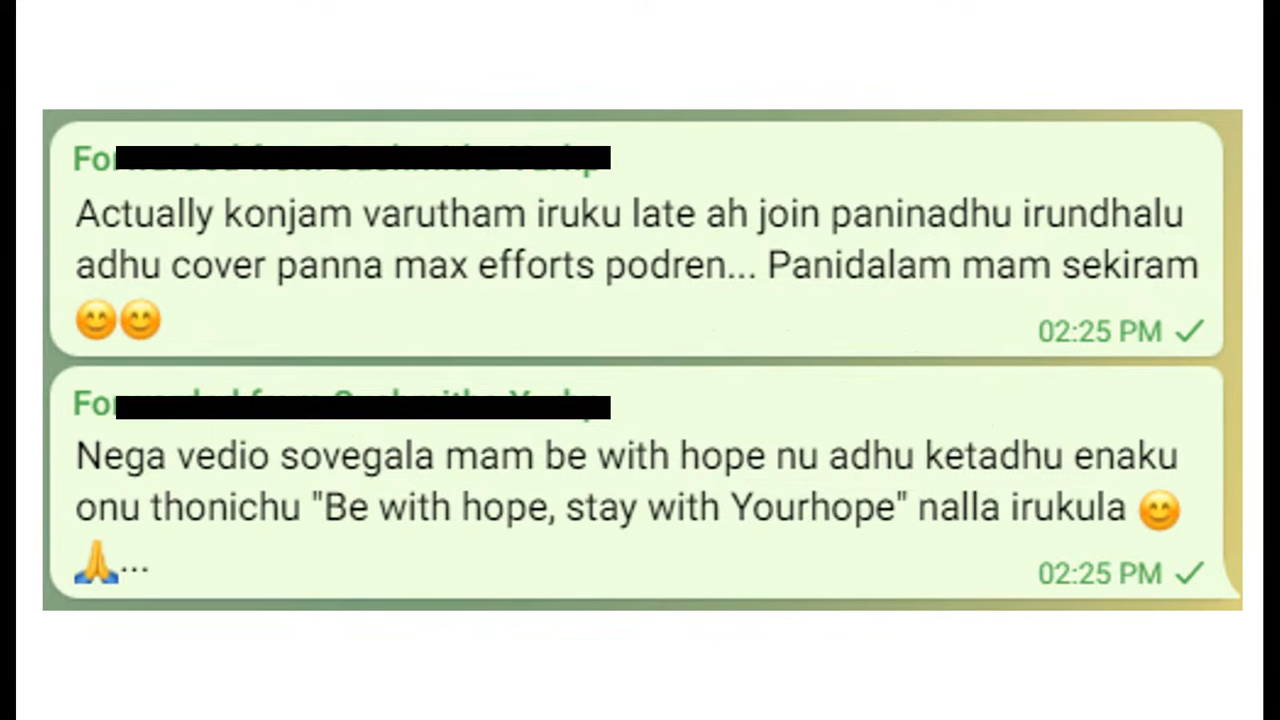 Actually konjam varutham iruku late ah join paninadhu irundhalu
adhu cover panna max efforts podren... Panidalam mam sekiram
😊😊
02:25 PM
Nega vedio sovegala mam be with hope nu adhu ketadhu enaku
onu thonichu "Be with hope, stay with Yourhope" nalla irukula 😊
🙏...
02:25 PM